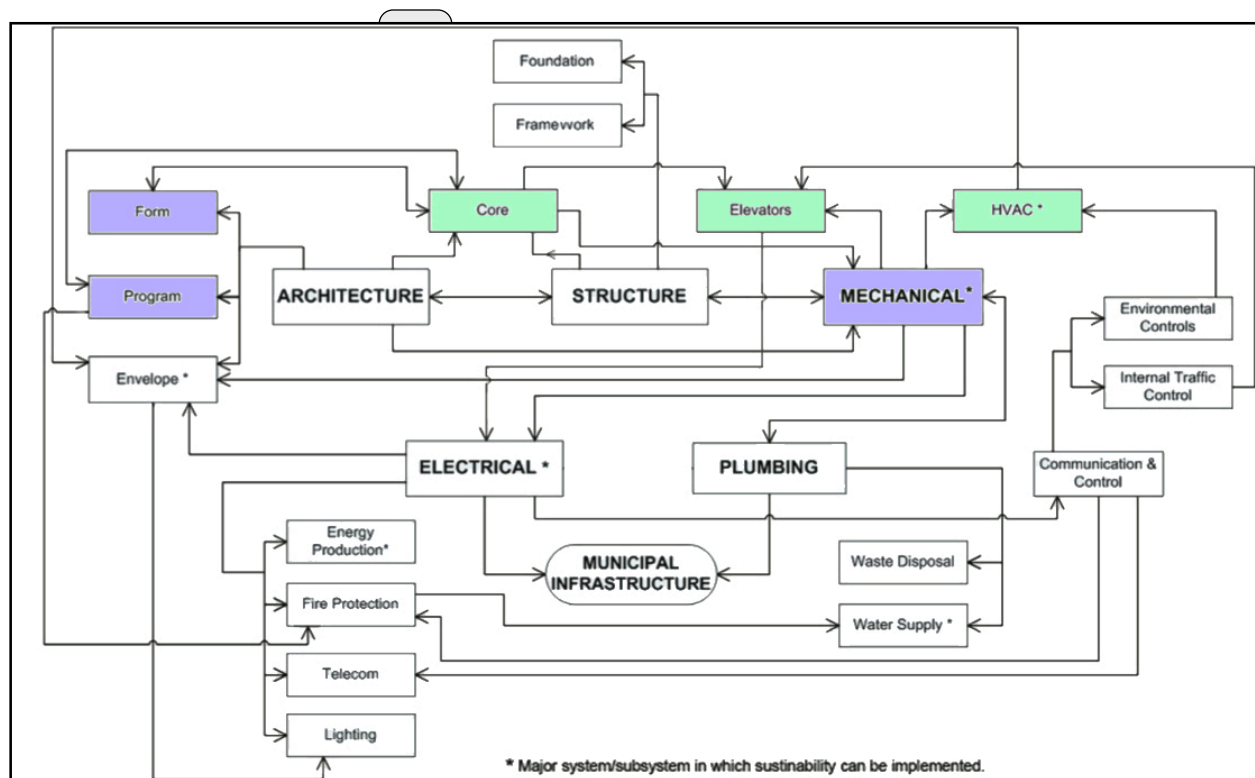 Foundation
Framework
Form
Core
Elevators
HVAC *
Program
ARCHITECTURE
STRUCTURE
MECHANICAL*
Environmental
Controls
Envelope *
Internal Traffic
Control
ELECTRICAL *
PLUMBING
Communication &
Control
Energy
Production*
MUNICIPAL
INFRASTRUCTURE
Waste Disposal
Fire Protection
Water Supply *
Telecom
Lighting
* Major system/subsystem in which sustinability can be implemented.